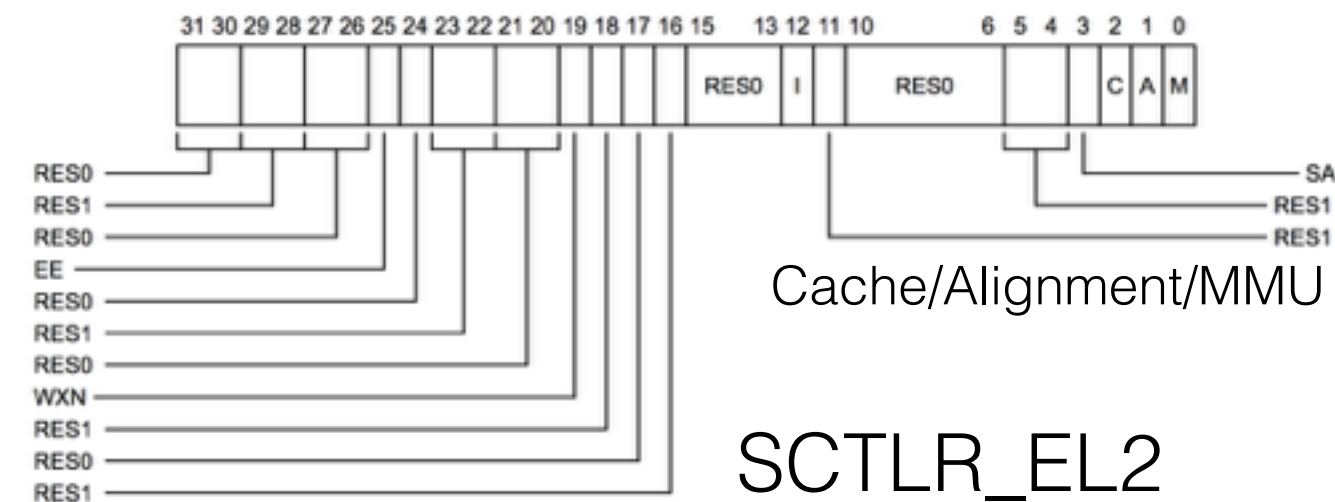 31 30 29 28 27 26 25 24 23 22 21 20 19 18 17 16 15 13 12 11 10 6 5 4 3 2 1 0
RES0 I RES0 C A M
RES0 SA
RES1 RES1
RES0 RES1
EE
Cache/Alignment/MMU
RES0
RES1
RES0
WXN
RES1
SCTLR_EL2
RES0
RES1